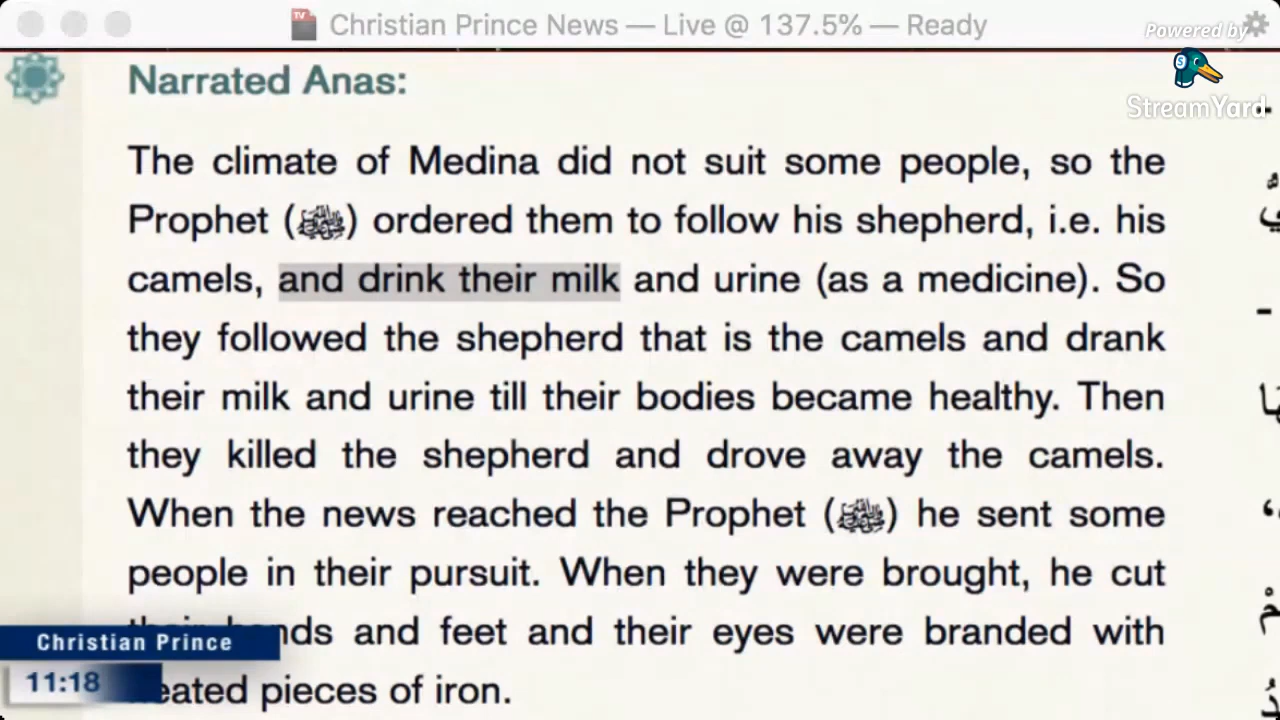 Christian Prince News — Live @ 137.5% — Ready
Powered by
StreamYard
Narrated Anas:
The climate of Medina did not suit some people, so the
Prophet (ﷺ) ordered them to follow his shepherd, i.e. his
camels, and drink their milk and urine (as a medicine). So
they followed the shepherd that is the camels and drank
their milk and urine till their bodies became healthy. Then
they killed the shepherd and drove away the camels.
When the news reached the Prophet (ﷺ) he sent some
people in their pursuit. When they were brought, he cut
their hands and feet and their eyes were branded with
heated pieces of iron.
Christian Prince
11:18